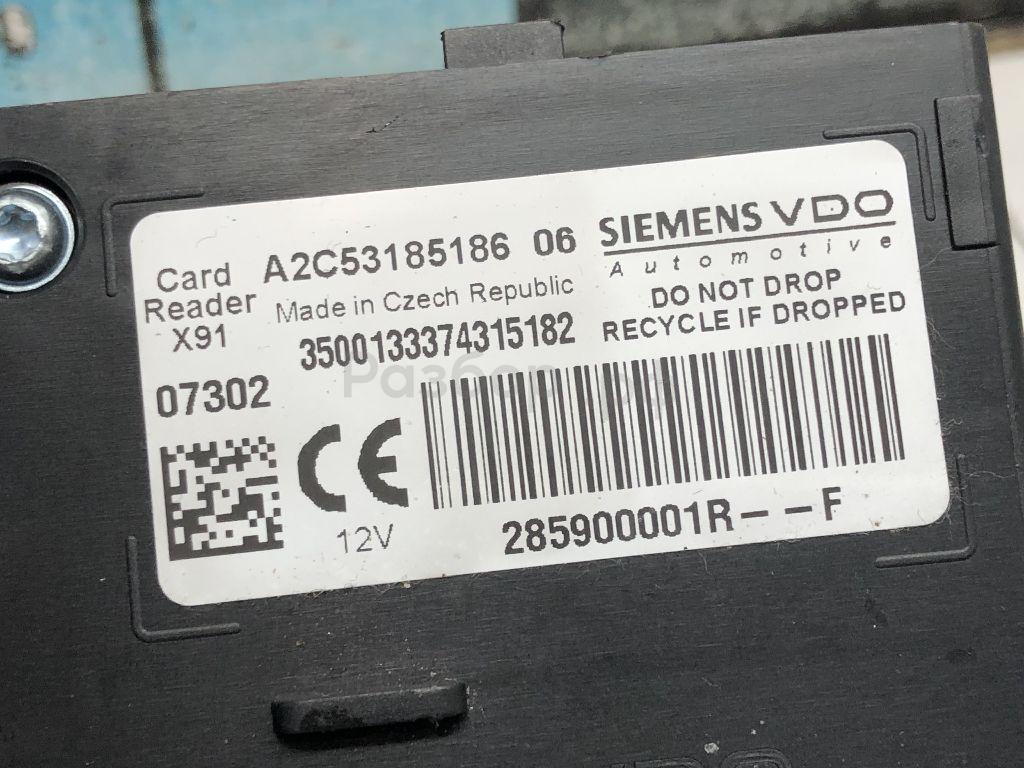 Card
Reader
X91
A2C53185186 06
Made in Czech Republic
3500133374315182
SIEMENS VDO
Automotive
DO NOT DROP
RECYCLE IF DROPPED
07302
CE
12V
285900001R--F